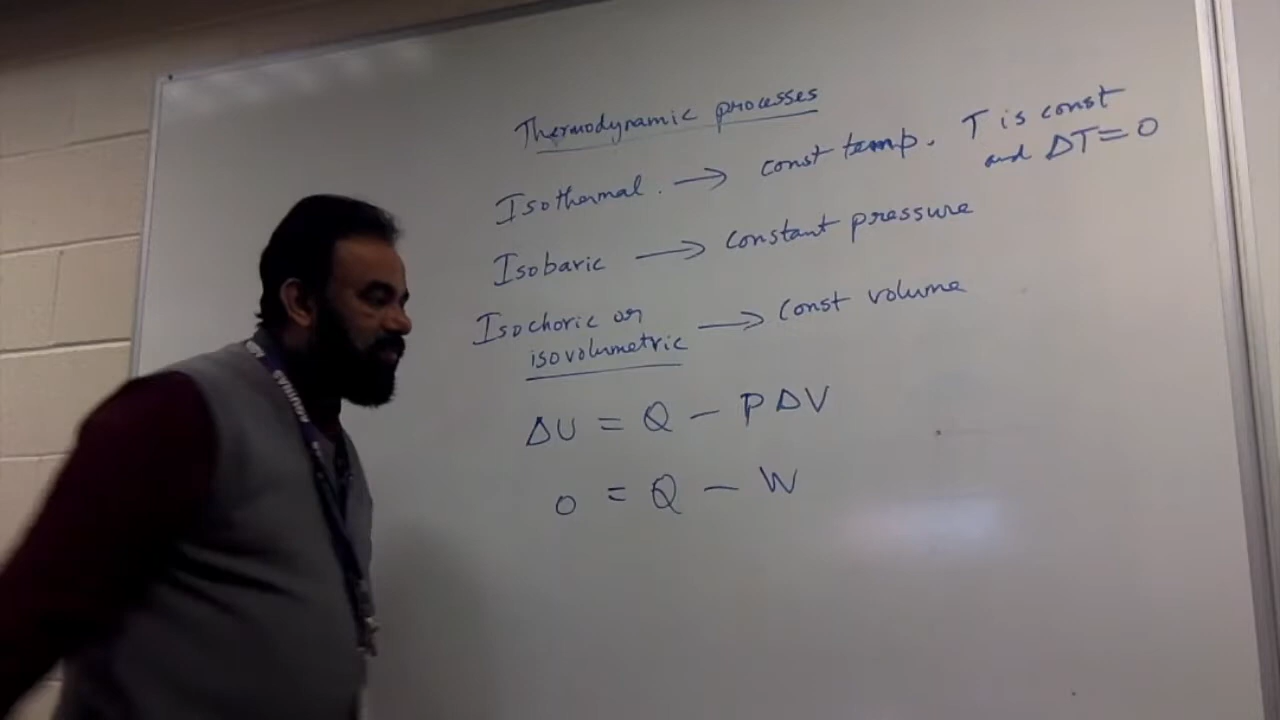 Thermodynamic processes
Isothermal. → const temp. T is const
and ΔT = 0
Isobaric → constant pressure
Isochoric or
isovolumetric → const volume
ΔU = Q - PΔV
0 = Q - W
AQUINAS